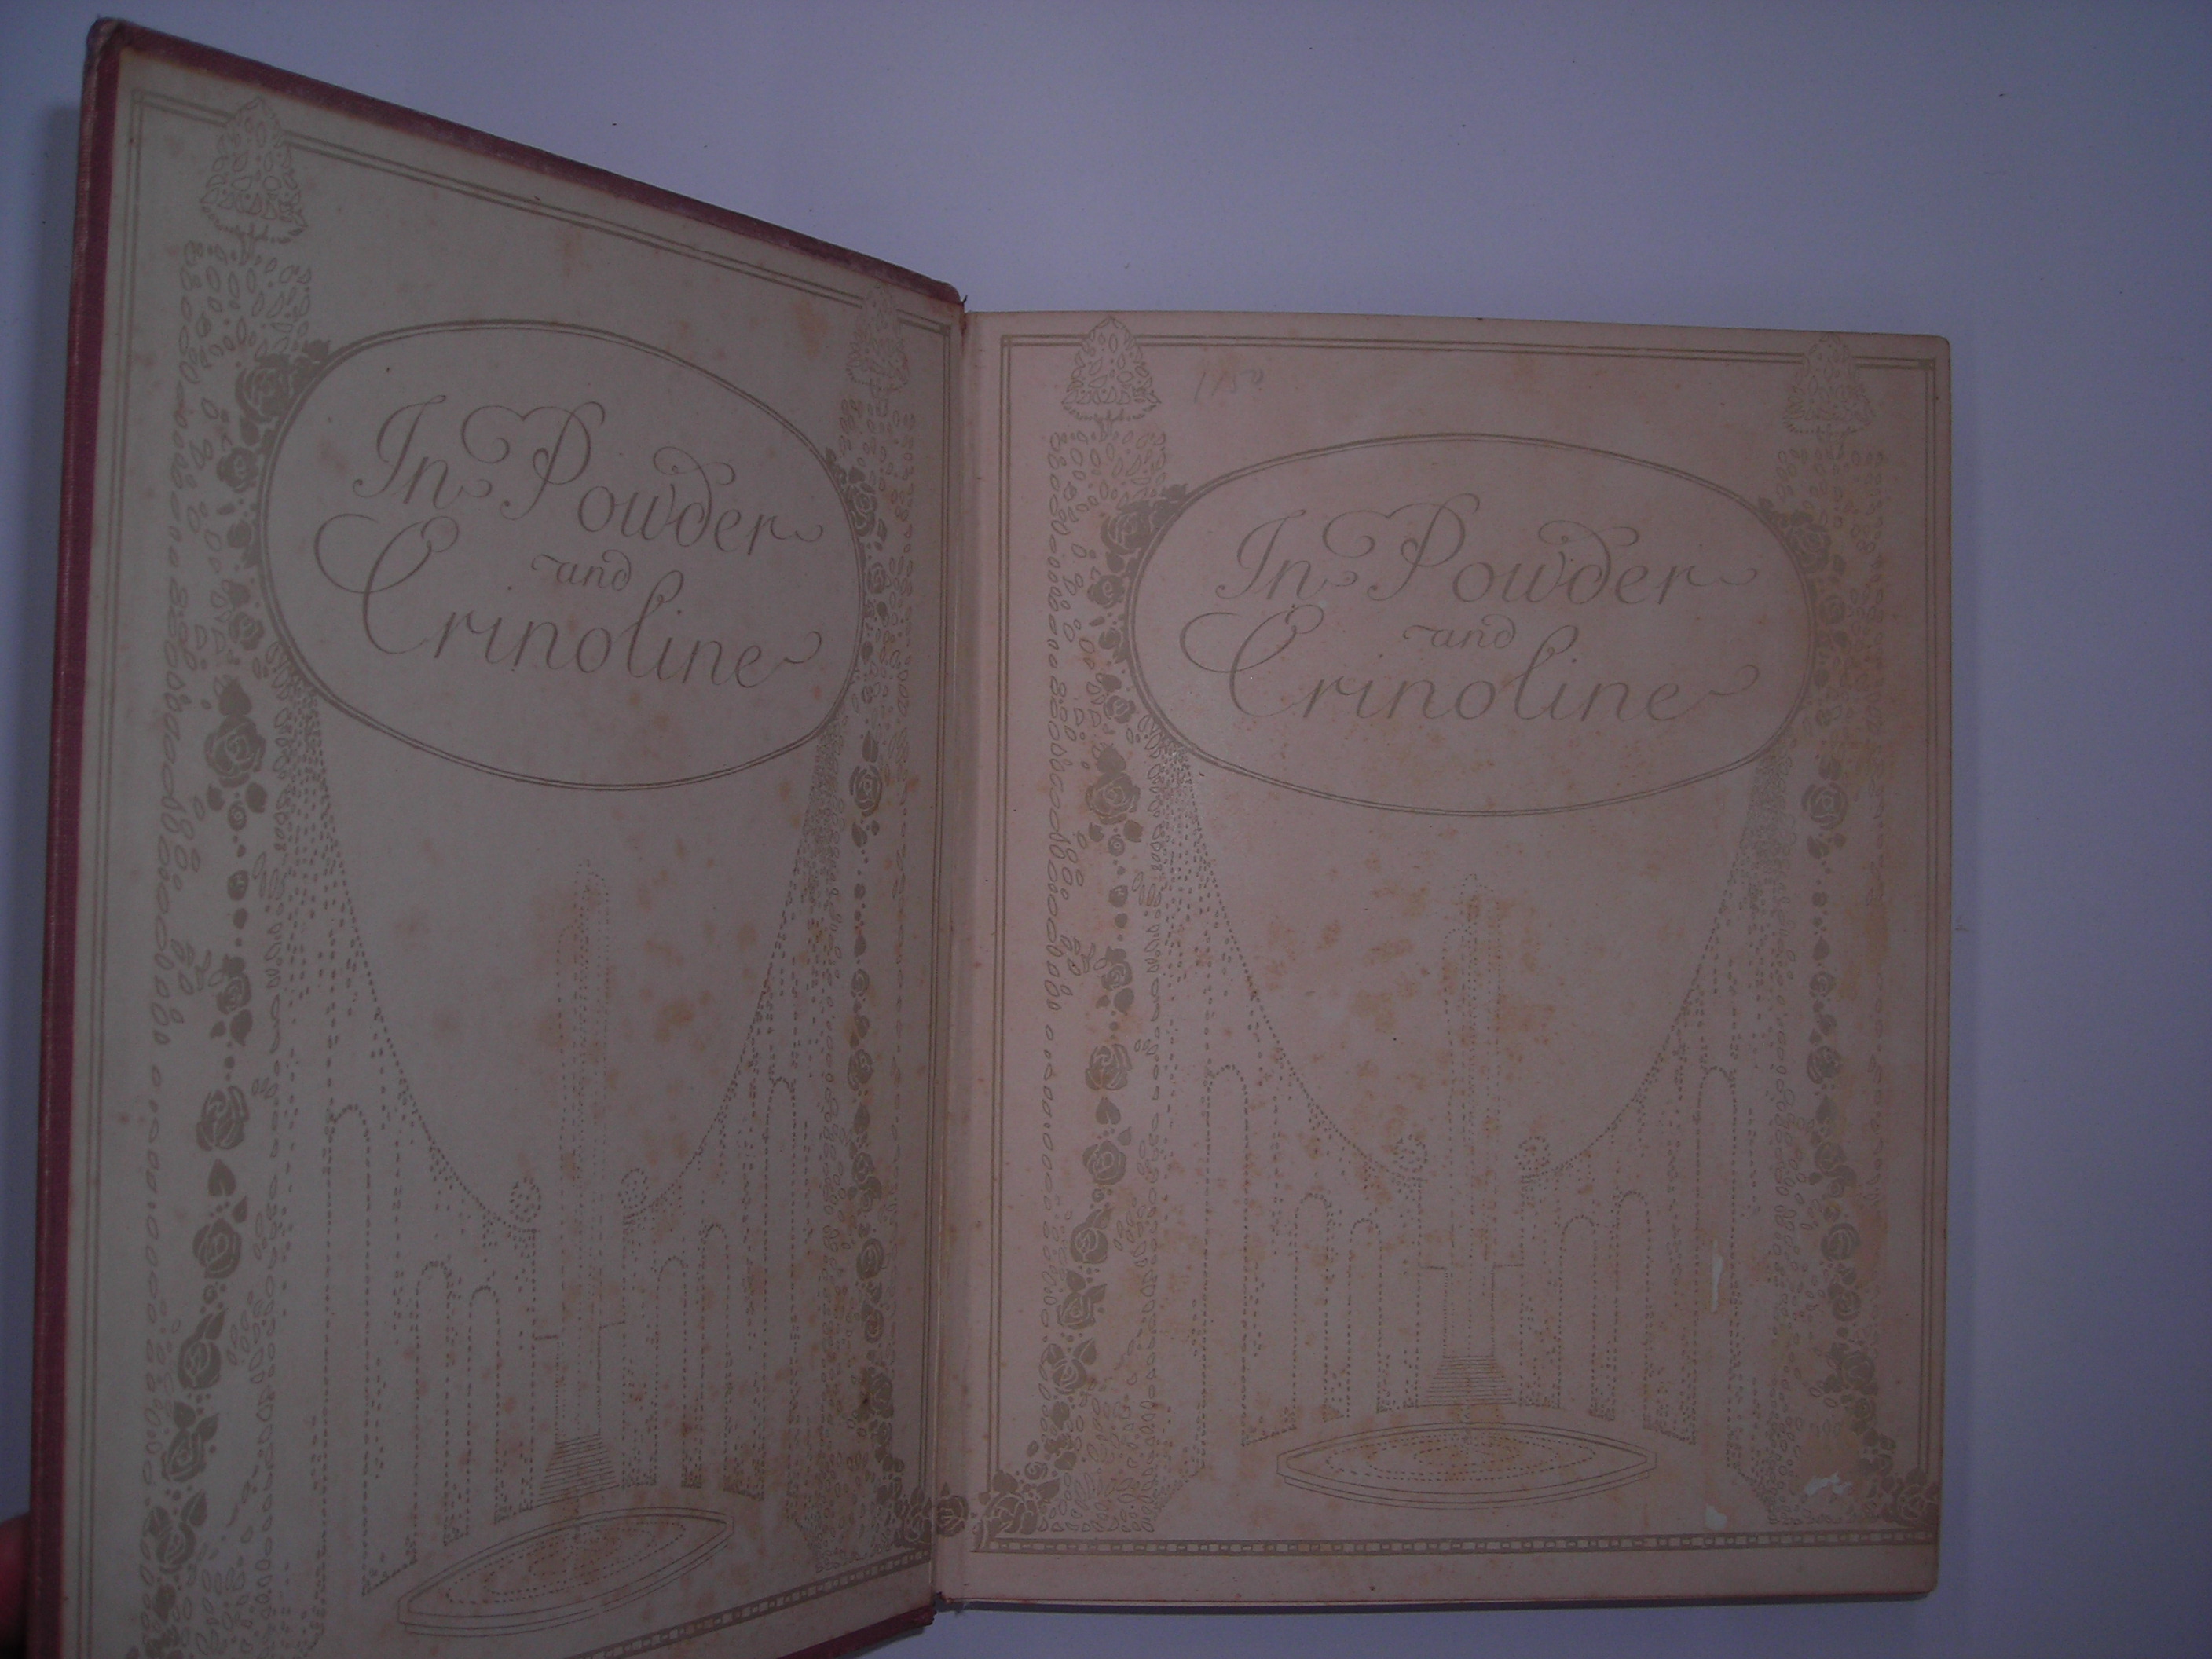 In Powder
and
Crinoline
In Powder
and
Crinoline